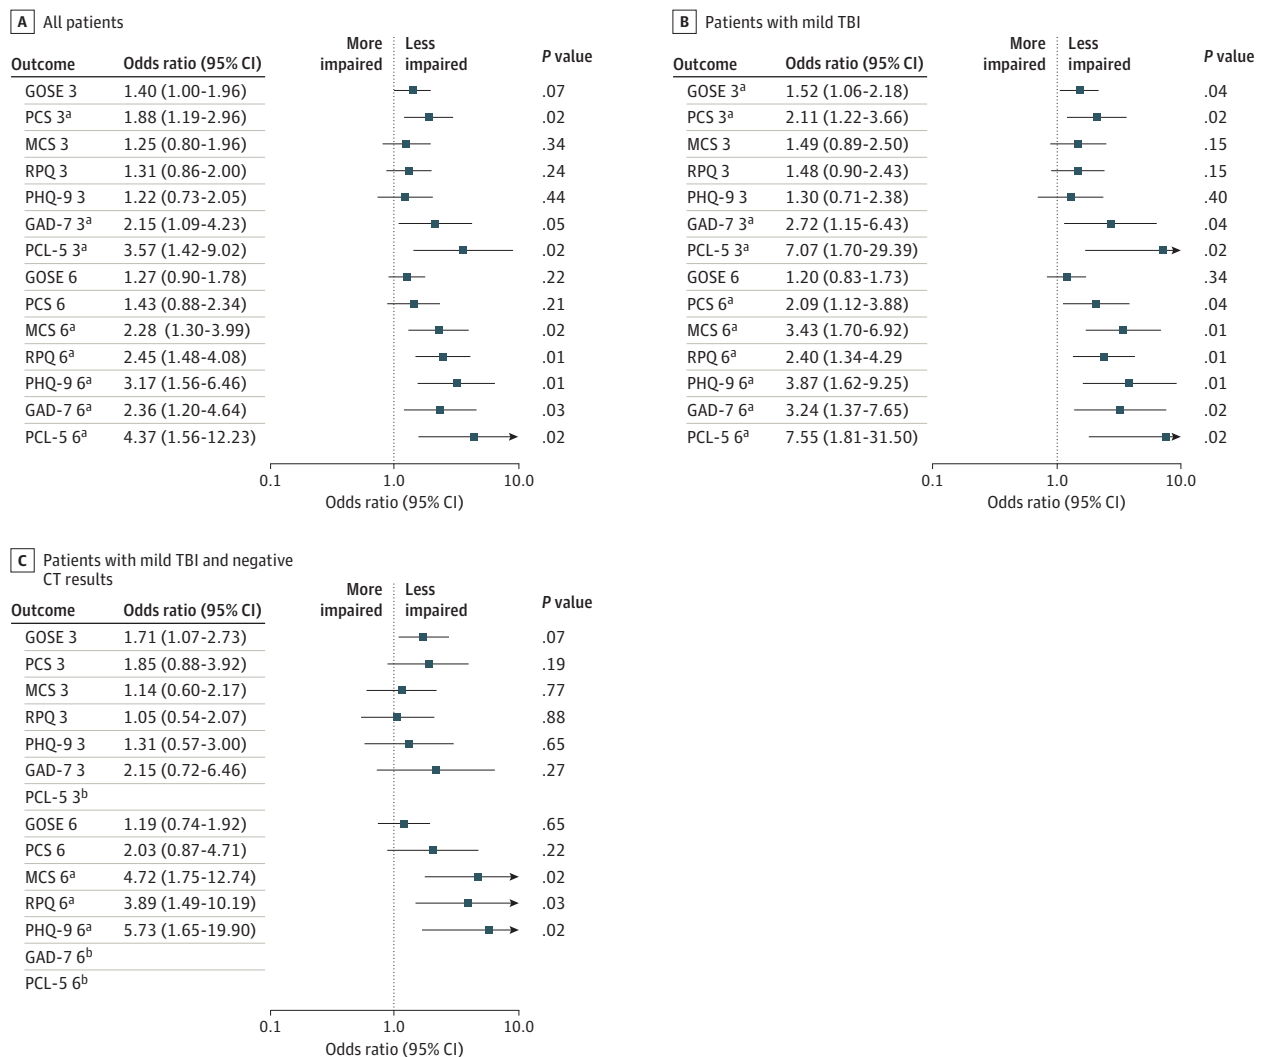 A All patients
Outcome Odds ratio (95% CI) More impaired Less impaired P value
GOSE 3 1.40 (1.00-1.96) .07
PCS 3a 1.88 (1.19-2.96) .02
MCS 3 1.25 (0.80-1.96) .34
RPQ 3 1.31 (0.86-2.00) .24
PHQ-9 3 1.22 (0.73-2.05) .44
GAD-7 3a 2.15 (1.09-4.23) .05
PCL-5 3a 3.57 (1.42-9.02) .02
GOSE 6 1.27 (0.90-1.78) .22
PCS 6 1.43 (0.88-2.34) .21
MCS 6a 2.28 (1.30-3.99) .02
RPQ 6a 2.45 (1.48-4.08) .01
PHQ-9 6a 3.17 (1.56-6.46) .01
GAD-7 6a 2.36 (1.20-4.64) .03
PCL-5 6a 4.37 (1.56-12.23) .02
0.1 1.0 10.0
Odds ratio (95% CI)
B Patients with mild TBI
Outcome Odds ratio (95% CI) More impaired Less impaired P value
GOSE 3a 1.52 (1.06-2.18) .04
PCS 3a 2.11 (1.22-3.66) .02
MCS 3 1.49 (0.89-2.50) .15
RPQ 3 1.48 (0.90-2.43) .15
PHQ-9 3 1.30 (0.71-2.38) .40
GAD-7 3a 2.72 (1.15-6.43) .04
PCL-5 3a 7.07 (1.70-29.39) .02
GOSE 6 1.20 (0.83-1.73) .34
PCS 6a 2.09 (1.12-3.88) .04
MCS 6a 3.43 (1.70-6.92) .01
RPQ 6a 2.40 (1.34-4.29 .01
PHQ-9 6a 3.87 (1.62-9.25) .01
GAD-7 6a 3.24 (1.37-7.65) .02
PCL-5 6a 7.55 (1.81-31.50) .02
0.1 1.0 10.0
Odds ratio (95% CI)
C Patients with mild TBI and negative
CT results
Outcome Odds ratio (95% CI) More impaired Less impaired P value
GOSE 3 1.71 (1.07-2.73) .07
PCS 3 1.85 (0.88-3.92) .19
MCS 3 1.14 (0.60-2.17) .77
RPQ 3 1.05 (0.54-2.07) .88
PHQ-9 3 1.31 (0.57-3.00) .65
GAD-7 3 2.15 (0.72-6.46) .27
PCL-5 3b
GOSE 6 1.19 (0.74-1.92) .65
PCS 6 2.03 (0.87-4.71) .22
MCS 6a 4.72 (1.75-12.74) .02
RPQ 6a 3.89 (1.49-10.19) .03
PHQ-9 6a 5.73 (1.65-19.90) .02
GAD-7 6b
PCL-5 6b
0.1 1.0 10.0
Odds ratio (95% CI)